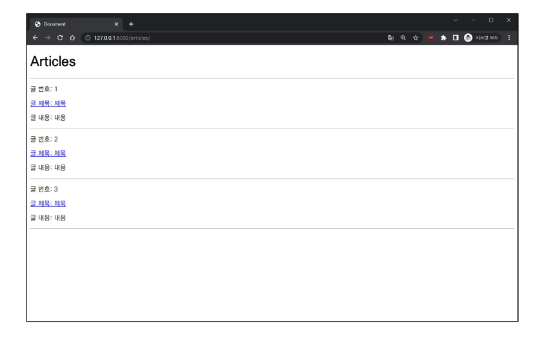 Document
127.0.0.1:8000/articles/
Articles
글 번호: 1
글 제목: 제목
글 내용: 내용
글 번호: 2
글 제목: 제목
글 내용: 내용
글 번호: 3
글 제목: 제목
글 내용: 내용